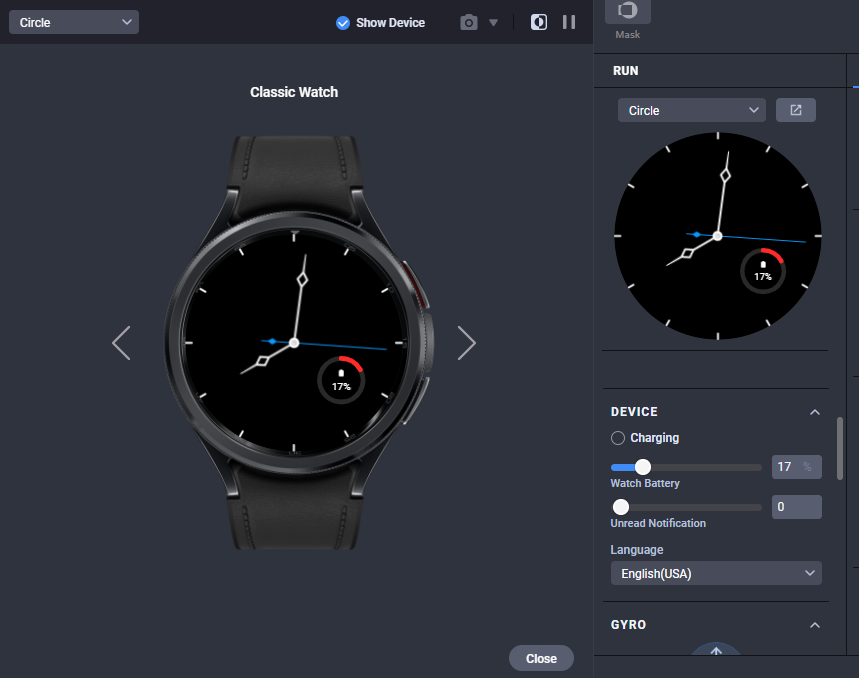 Circle
Show Device
Classic Watch
17%
Close
Mask
RUN
Circle
17%
DEVICE
Charging
17 %
Watch Battery
0
Unread Notification
Language
English(USA)
GYRO